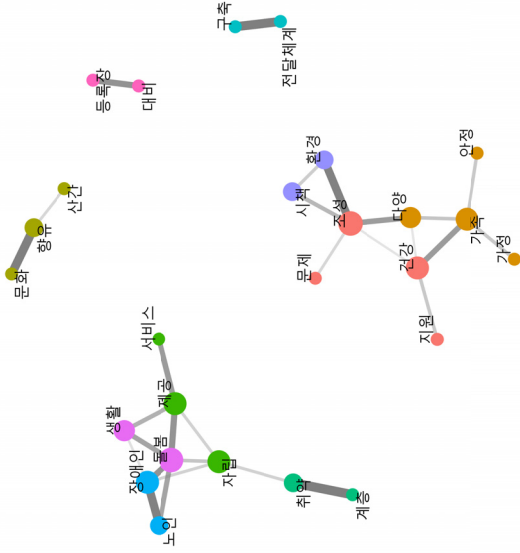 구축
전달체계
등록장
대비
산간
향유
문화
환경
시책
조성
안정
다양
가족
건강
가정
문제
지원
서비스
제공
생활
돌봄
장애인
노인
자립
취약
계층